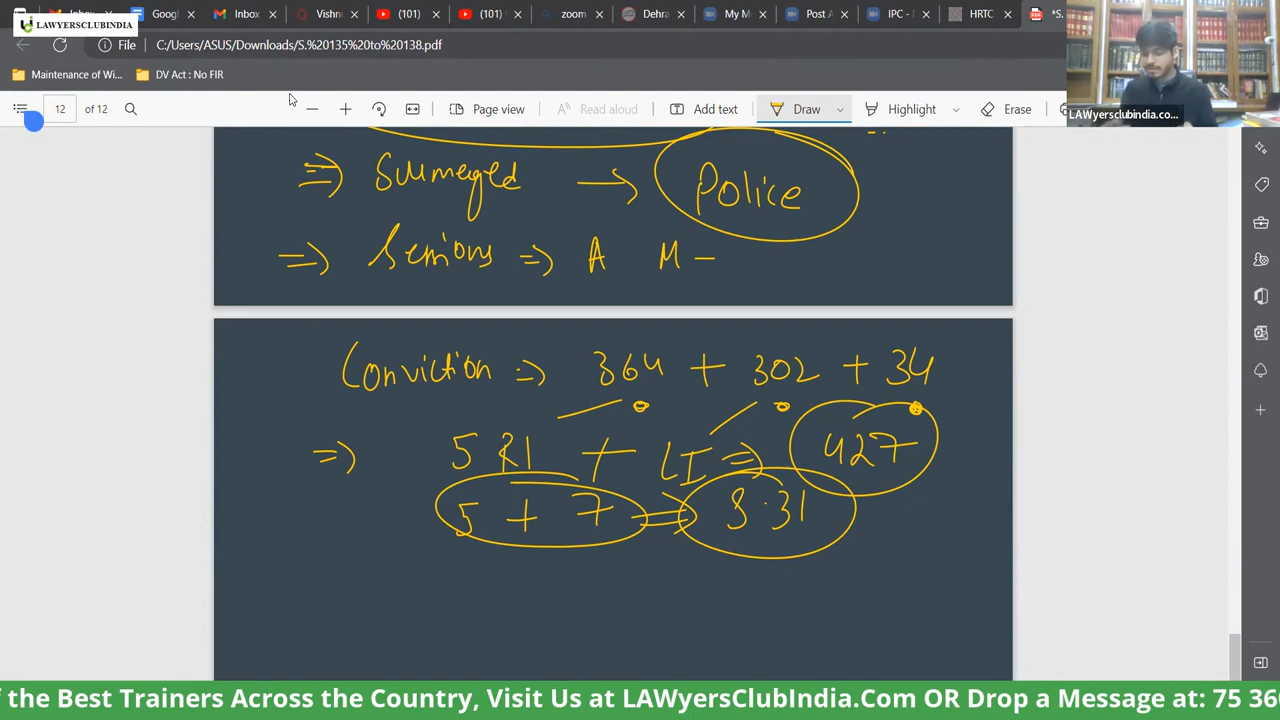 LAWYERSCLUBINDIA
Inbox
Googl
Inbox
Vishn
(101)
(101)
zoom
Dehra
My M
Post
IPC -
HRTC
*S.
File
C:/Users/ASUS/Downloads/S.%20135%20to%20138.pdf
Maintenance of Wi...
DV Act : No FIR
12 of 12
Page view
Read aloud
Add text
Draw
Highlight
Erase
LAWyersclubindia.co...
⇒ Submerged → Police
⇒ Serious ⇒ A M -
Conviction ⇒ 364 + 302 + 34
⇒ 5 RI + LI ⇒ 427
5 + 7 ⇒ 31
f the Best Trainers Across the Country, Visit Us at LAWyersClubIndia.Com OR Drop a Message at: 75 36